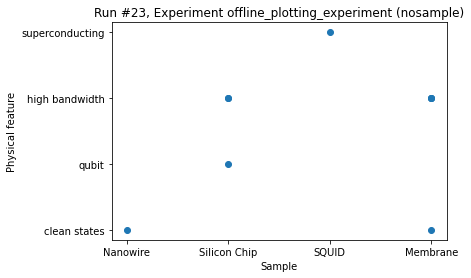 Run #23, Experiment offline_plotting_experiment (nosample)
superconducting
high bandwidth
qubit
clean states
Physical feature
Nanowire Silicon Chip SQUID Membrane
Sample